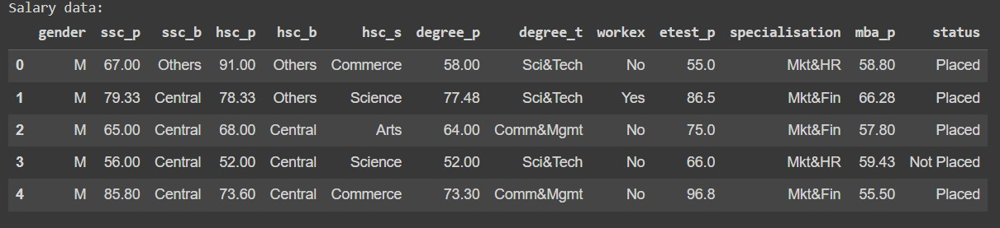 Salary data:
gender ssc_p ssc_b hsc_p hsc_b hsc_s degree_p degree_t workex etest_p specialisation mba_p status
0 M 67.00 Others 91.00 Others Commerce 58.00 Sci&Tech No 55.0 Mkt&HR 58.80 Placed
1 M 79.33 Central 78.33 Others Science 77.48 Sci&Tech Yes 86.5 Mkt&Fin 66.28 Placed
2 M 65.00 Central 68.00 Central Arts 64.00 Comm&Mgmt No 75.0 Mkt&Fin 57.80 Placed
3 M 56.00 Central 52.00 Central Science 52.00 Sci&Tech No 66.0 Mkt&HR 59.43 Not Placed
4 M 85.80 Central 73.60 Central Commerce 73.30 Comm&Mgmt No 96.8 Mkt&Fin 55.50 Placed